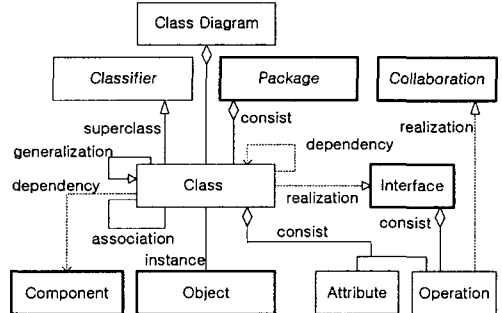 Class Diagram
Classifier
Package
Collaboration
superclass
consist
realization
generalization
dependency
dependency
Class
Interface
realization
association
consist
consist
instance
Component
Object
Attribute
Operation